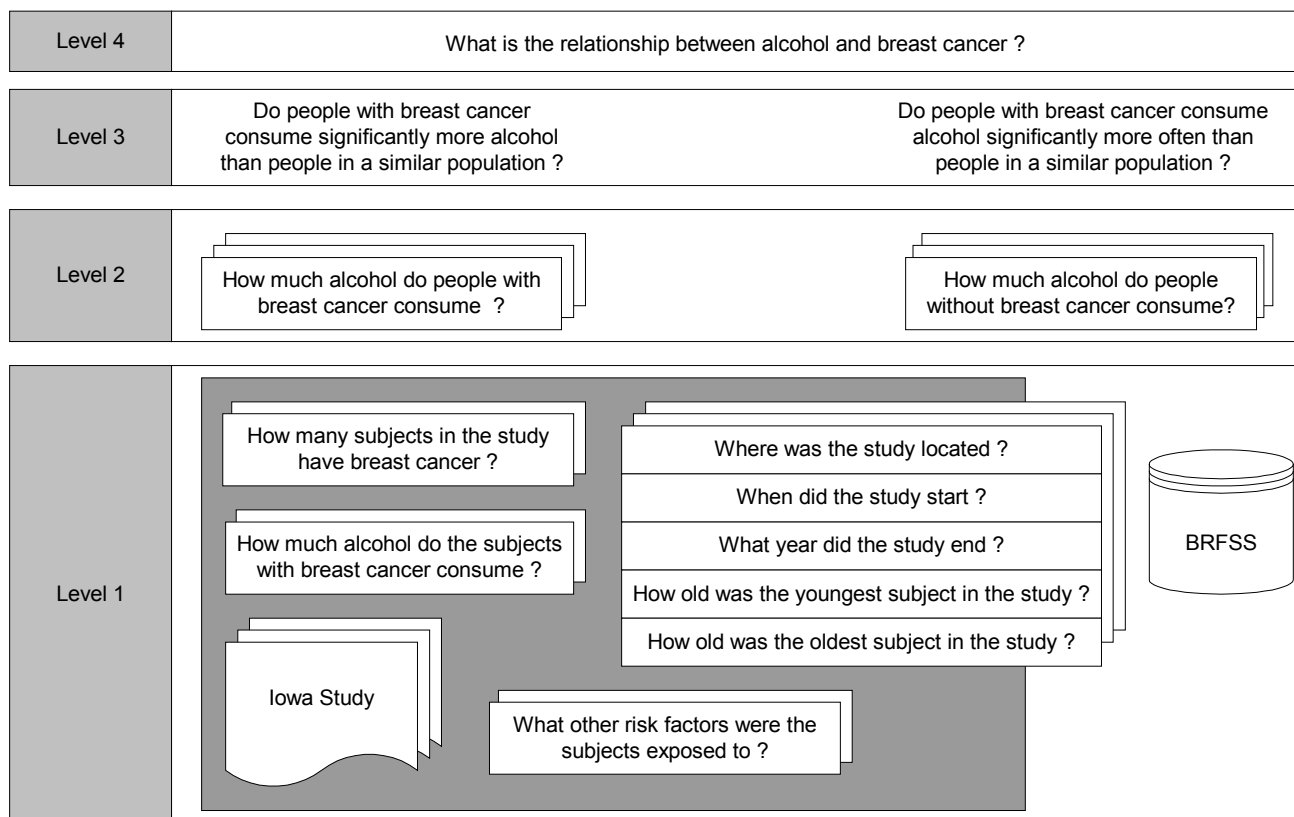 Level 4
What is the relationship between alcohol and breast cancer ?
Level 3
Do people with breast cancer
consume significantly more alcohol
than people in a similar population ?
Do people with breast cancer consume
alcohol significantly more often than
people in a similar population ?
Level 2
How much alcohol do people with
breast cancer consume ?
How much alcohol do people
without breast cancer consume?
Level 1
How many subjects in the study
have breast cancer ?
How much alcohol do the subjects
with breast cancer consume ?
Iowa Study
Where was the study located ?
When did the study start ?
What year did the study end ?
How old was the youngest subject in the study ?
How old was the oldest subject in the study ?
What other risk factors were the
subjects exposed to ?
BRFSS